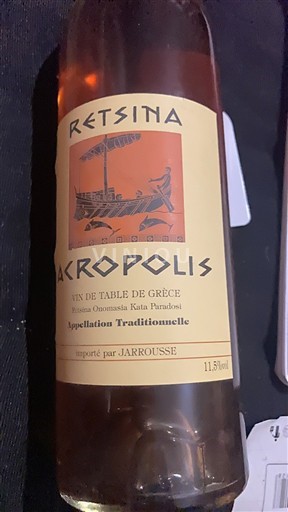 RETSINA
VINIOU
ACROPOLIS
VIN DE TABLE DE GRÈCE
Retsina Onomasia Kata Paradosi
Appellation Traditionnelle
importé par JARROUSSE
11,5%vol